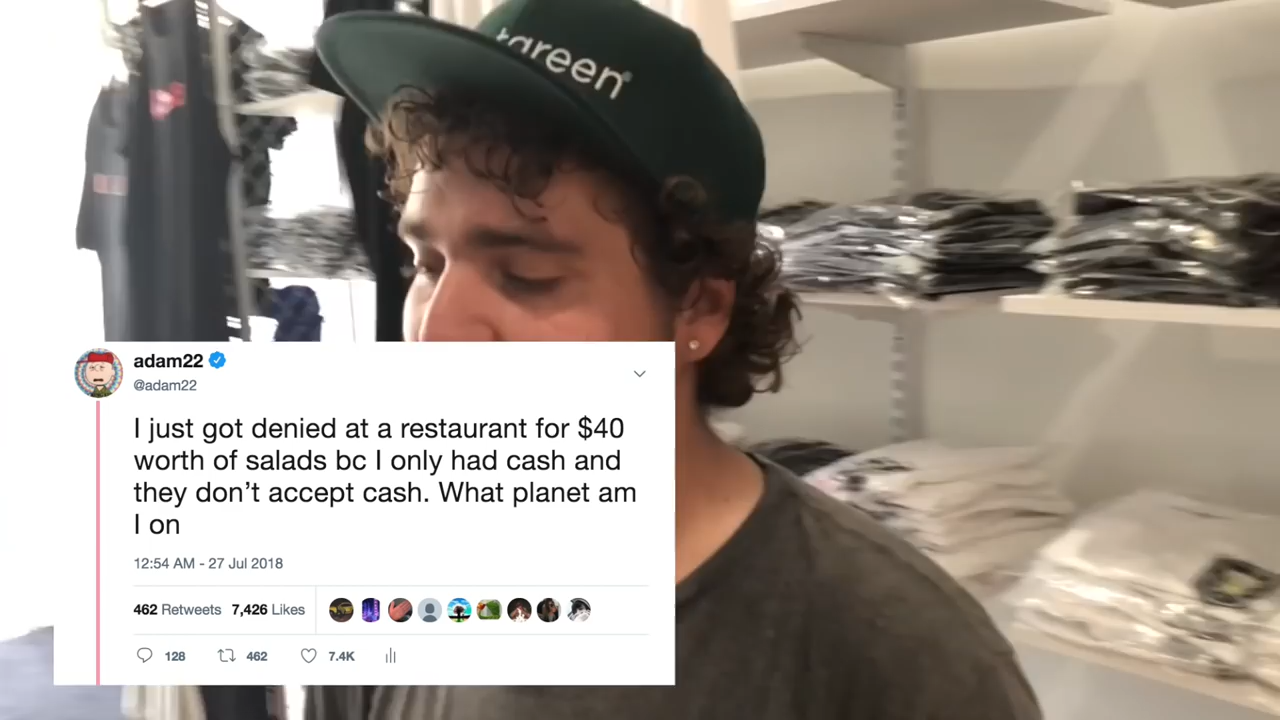 green
adam22
@adam22
I just got denied at a restaurant for $40
worth of salads bc I only had cash and
they don’t accept cash. What planet am
I on
12:54 AM - 27 Jul 2018
462 Retweets 7,426 Likes
128 462 7.4K